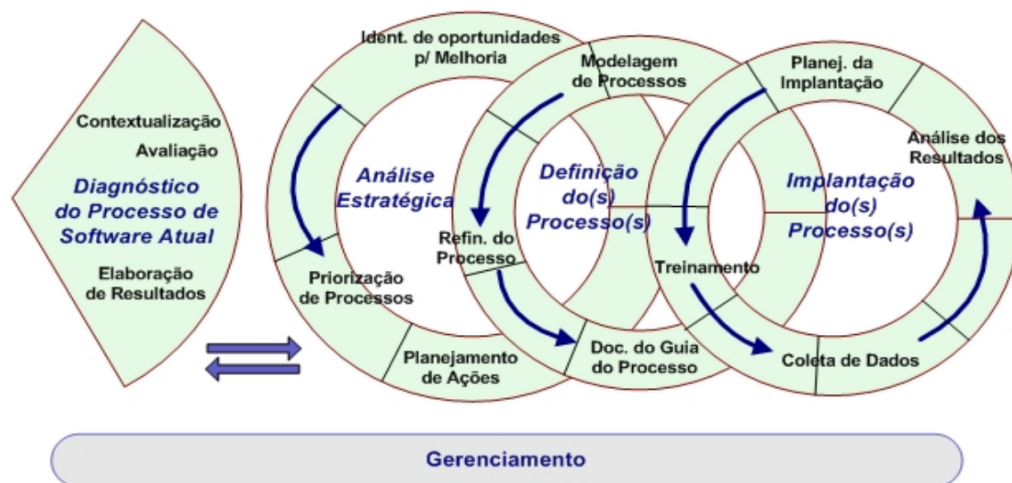 Contextualização
Avaliação
Diagnóstico
do Processo de
Software Atual
Elaboração
de Resultados
Ident. de oportunidades
p/ Melhoria
Análise
Estratégica
Priorização
de Processos
Planejamento
de Ações
Modelagem
de Processos
Definição
do(s)
Processo(s)
Refin. do
Processo
Doc. do Guia
do Processo
Planej. da
Implantação
Análise dos
Resultados
Implantação
do(s)
Processo(s)
Treinamento
Coleta de Dados
Gerenciamento